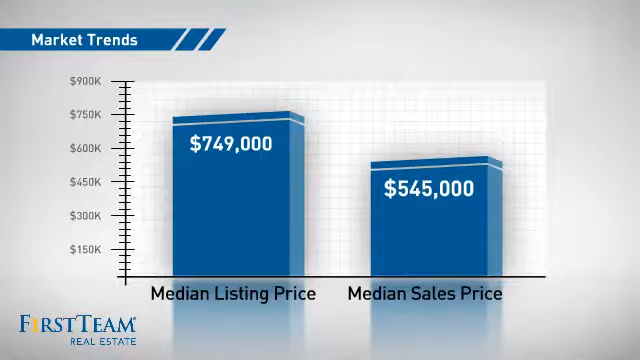 Market Trends
$900K
$750K
$600K
$450K
$300K
$150K
$749,000
$545,000
Median Listing Price
Median Sales Price
FIRSTTEAM®
REAL ESTATE